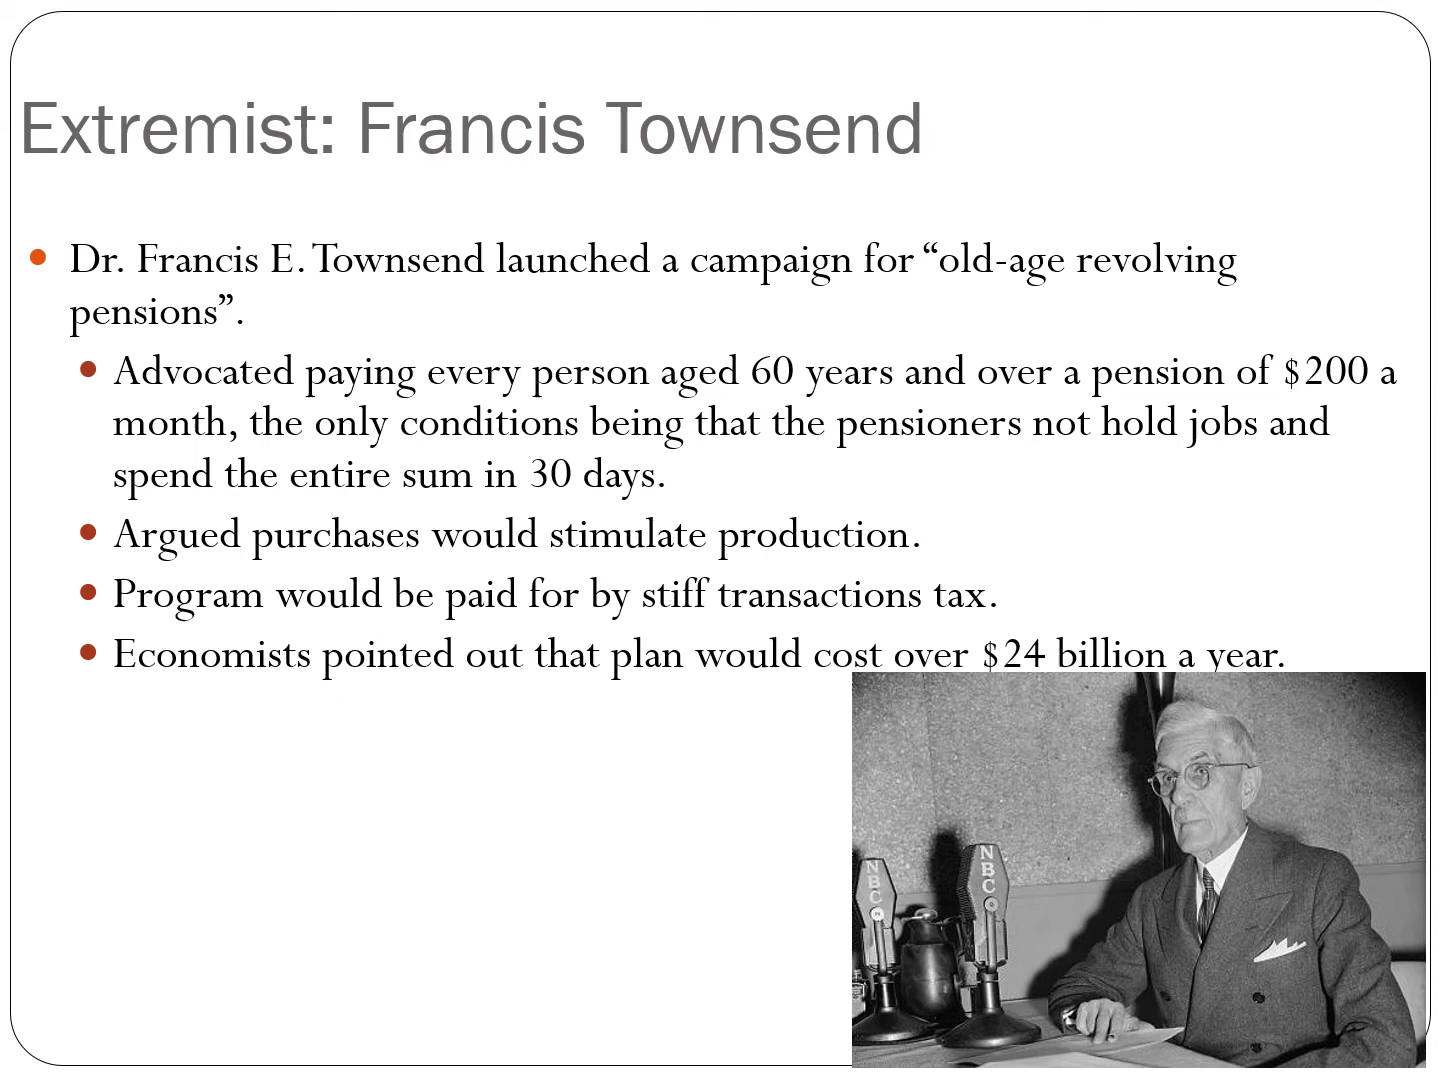 Extremist: Francis Townsend
Dr. Francis E. Townsend launched a campaign for “old-age revolving
pensions”.
Advocated paying every person aged 60 years and over a pension of $200 a
month, the only conditions being that the pensioners not hold jobs and
spend the entire sum in 30 days.
Argued purchases would stimulate production.
Program would be paid for by stiff transactions tax.
Economists pointed out that plan would cost over $24 billion a year.
NBC
NBC